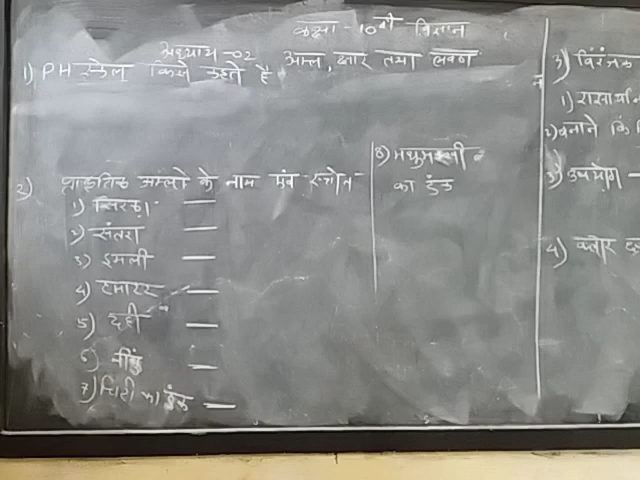 कक्षा - 10वी विज्ञान
अध्याय - 02 अम्ल, क्षार तथा लवण
1) PH स्केल किसे कहते है
2) प्राकृतिक अम्लो के नाम एंव स्त्रोत
1) सिरका —
2) संतरा —
3) इमली —
4) टमाटर —
5) दही —
6) नींबु —
7) चिटी का डंक —
8) मधुमक्खी
का डंक
3) विरंजक
1) रासायनि
2) बनाने कि
3) उपयोग —
4) क्लोर